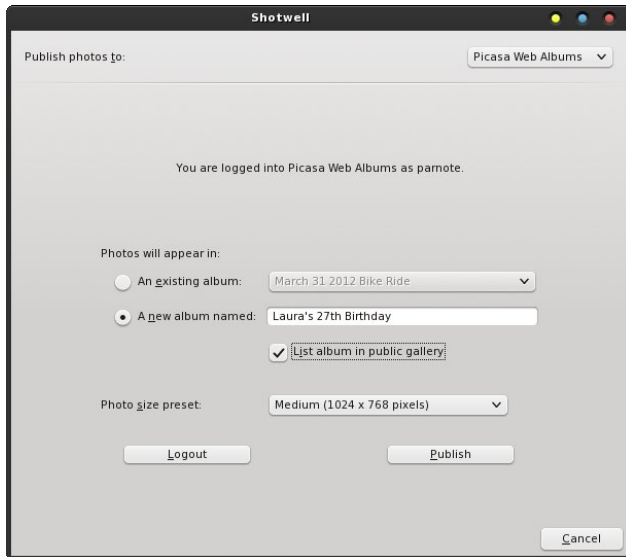 Shotwell
Publish photos to: Picasa Web Albums
You are logged into Picasa Web Albums as parnote.
Photos will appear in:
An existing album: March 31 2012 Bike Ride
A new album named: Laura's 27th Birthday
List album in public gallery
Photo size preset: Medium (1024 x 768 pixels)
Logout Publish
Cancel